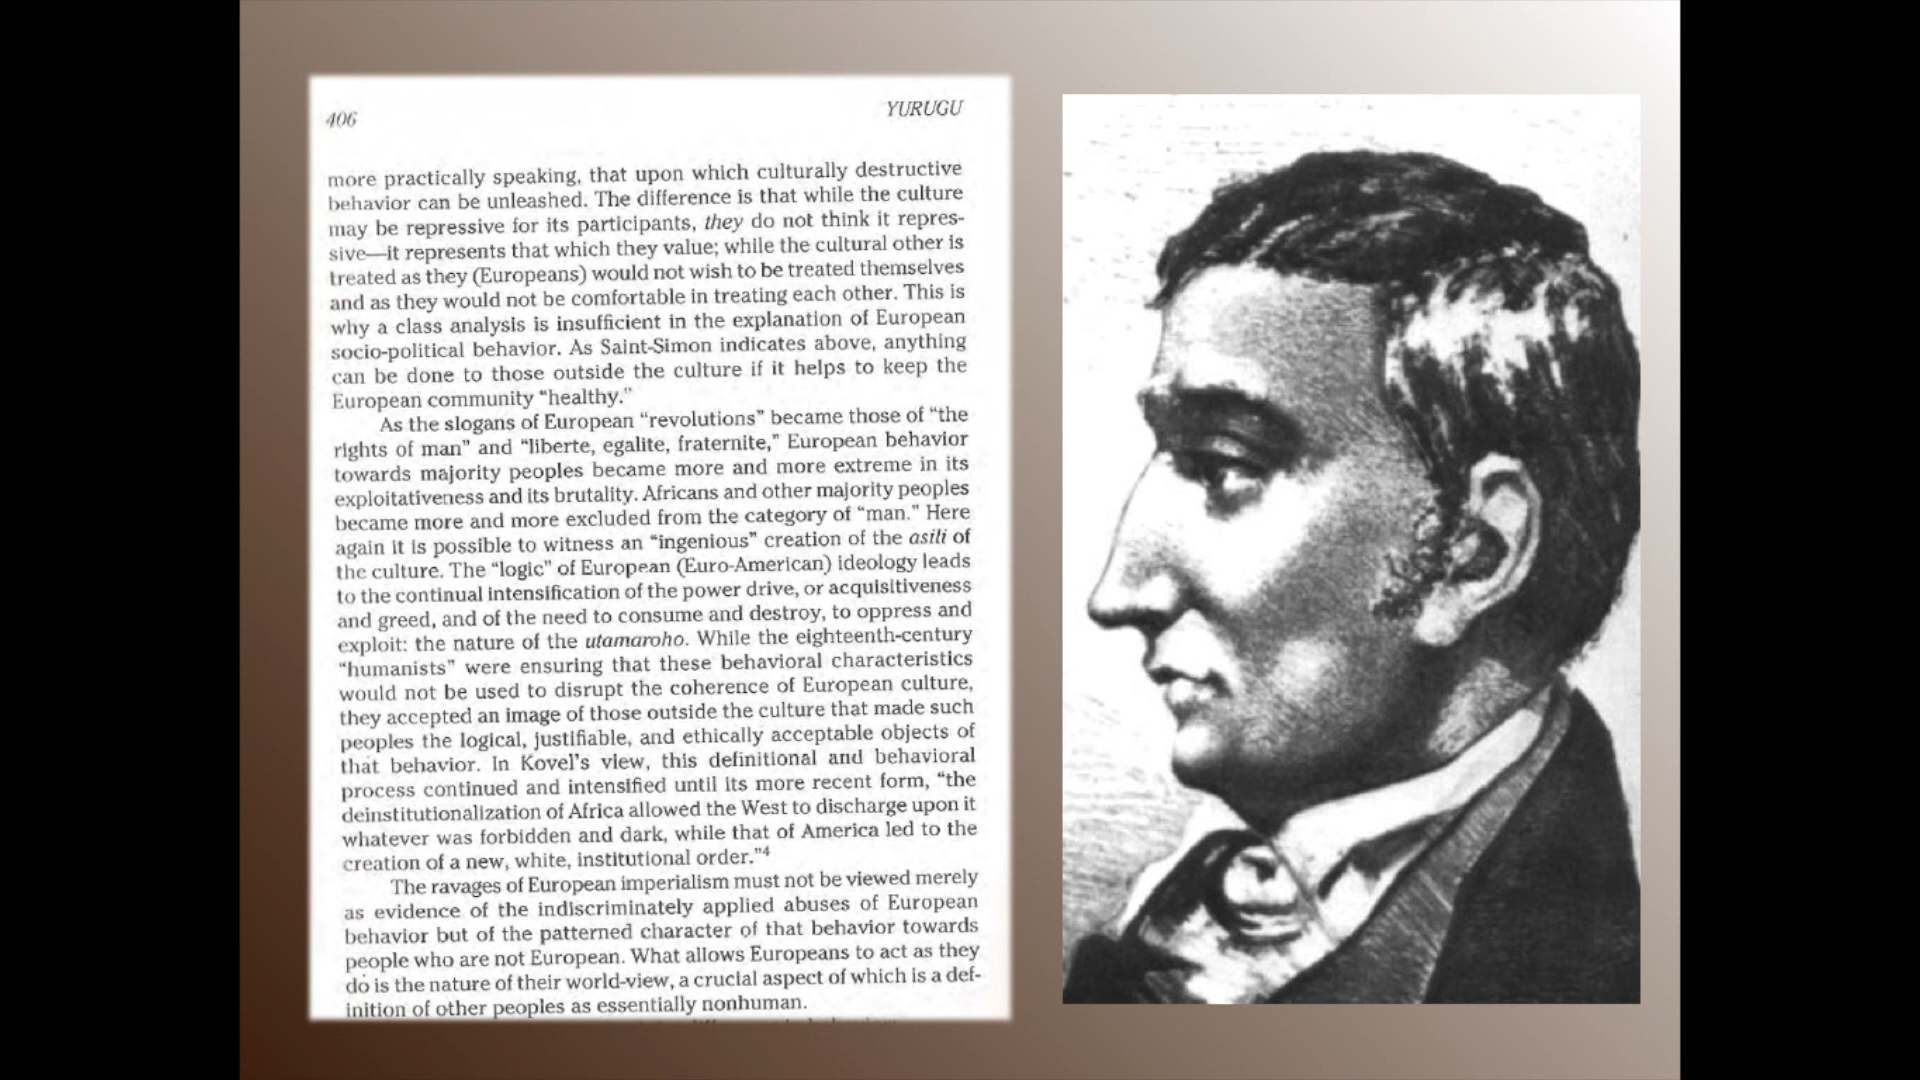 406
YURUGU
more practically speaking, that upon which culturally destructive
behavior can be unleashed. The difference is that while the culture
may be repressive for its participants, they do not think it repres-
sive—it represents that which they value; while the cultural other is
treated as they (Europeans) would not wish to be treated themselves
and as they would not be comfortable in treating each other. This is
why a class analysis is insufficient in the explanation of European
socio-political behavior. As Saint-Simon indicates above, anything
can be done to those outside the culture if it helps to keep the
European community "healthy."
As the slogans of European "revolutions" became those of "the
rights of man" and "liberte, egalite, fraternite," European behavior
towards majority peoples became more and more extreme in its
exploitativeness and its brutality. Africans and other majority peoples
became more and more excluded from the category of "man." Here
again it is possible to witness an "ingenious" creation of the asili of
the culture. The "logic" of European (Euro-American) ideology leads
to the continual intensification of the power drive, or acquisitiveness
and greed, and of the need to consume and destroy, to oppress and
exploit: the nature of the utamaroho. While the eighteenth-century
"humanists" were ensuring that these behavioral characteristics
would not be used to disrupt the coherence of European culture,
they accepted an image of those outside the culture that made such
peoples the logical, justifiable, and ethically acceptable objects of
that behavior. In Kovel's view, this definitional and behavioral
process continued and intensified until its more recent form, "the
deinstitutionalization of Africa allowed the West to discharge upon it
whatever was forbidden and dark, while that of America led to the
creation of a new, white, institutional order."4
The ravages of European imperialism must not be viewed merely
as evidence of the indiscriminately applied abuses of European
behavior but of the patterned character of that behavior towards
people who are not European. What allows Europeans to act as they
do is the nature of their world-view, a crucial aspect of which is a def-
inition of other peoples as essentially nonhuman.